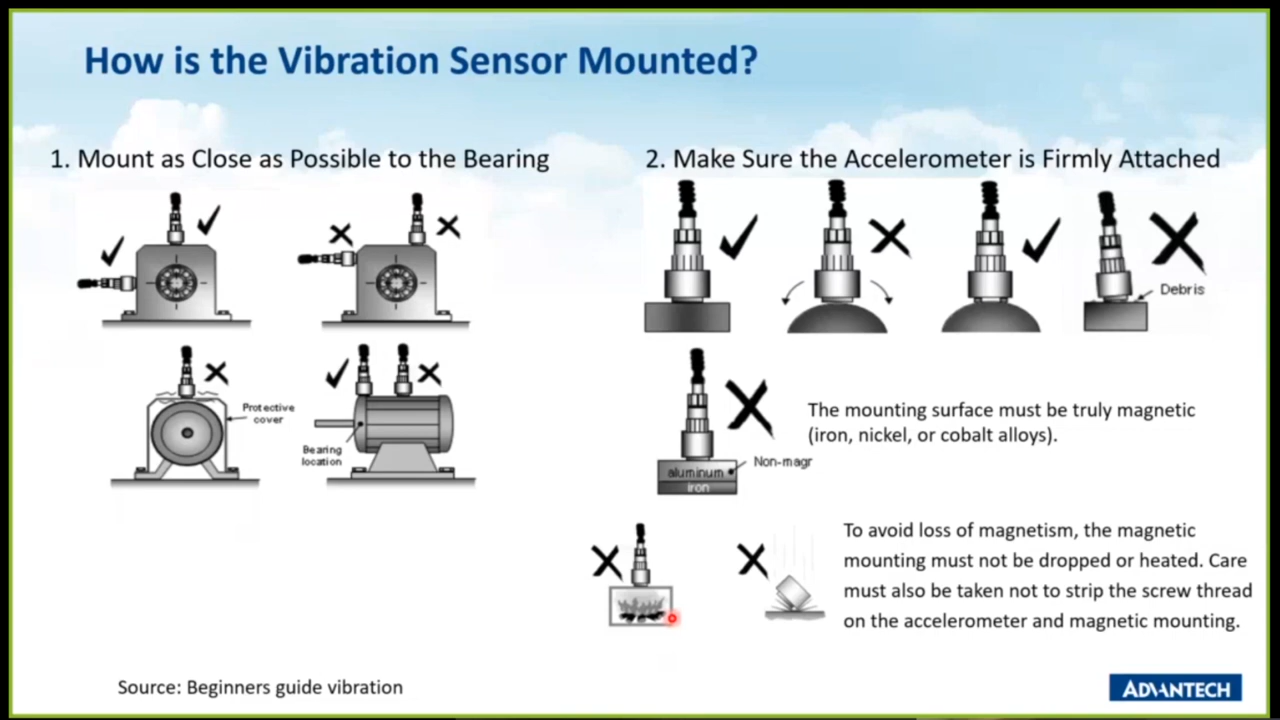 How is the Vibration Sensor Mounted?
1. Mount as Close as Possible to the Bearing
Protective
cover
Bearing
location
2. Make Sure the Accelerometer is Firmly Attached
Debris
aluminum
iron
Non-magr
The mounting surface must be truly magnetic
(iron, nickel, or cobalt alloys).
To avoid loss of magnetism, the magnetic
mounting must not be dropped or heated. Care
must also be taken not to strip the screw thread
on the accelerometer and magnetic mounting.
Source: Beginners guide vibration
ADVANTECH